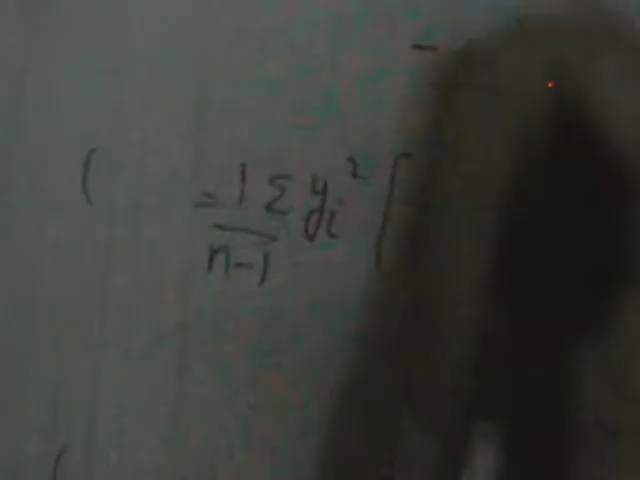 ( = 1/n-1 Σ yi² [